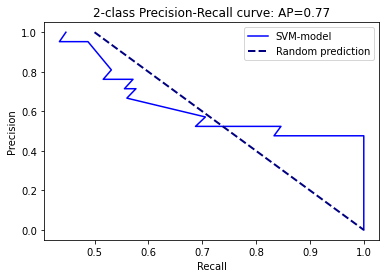 2-class Precision-Recall curve: AP=0.77
SVM-model
Random prediction
Precision
1.0
0.8
0.6
0.4
0.2
0.0
0.5 0.6 0.7 0.8 0.9 1.0
Recall